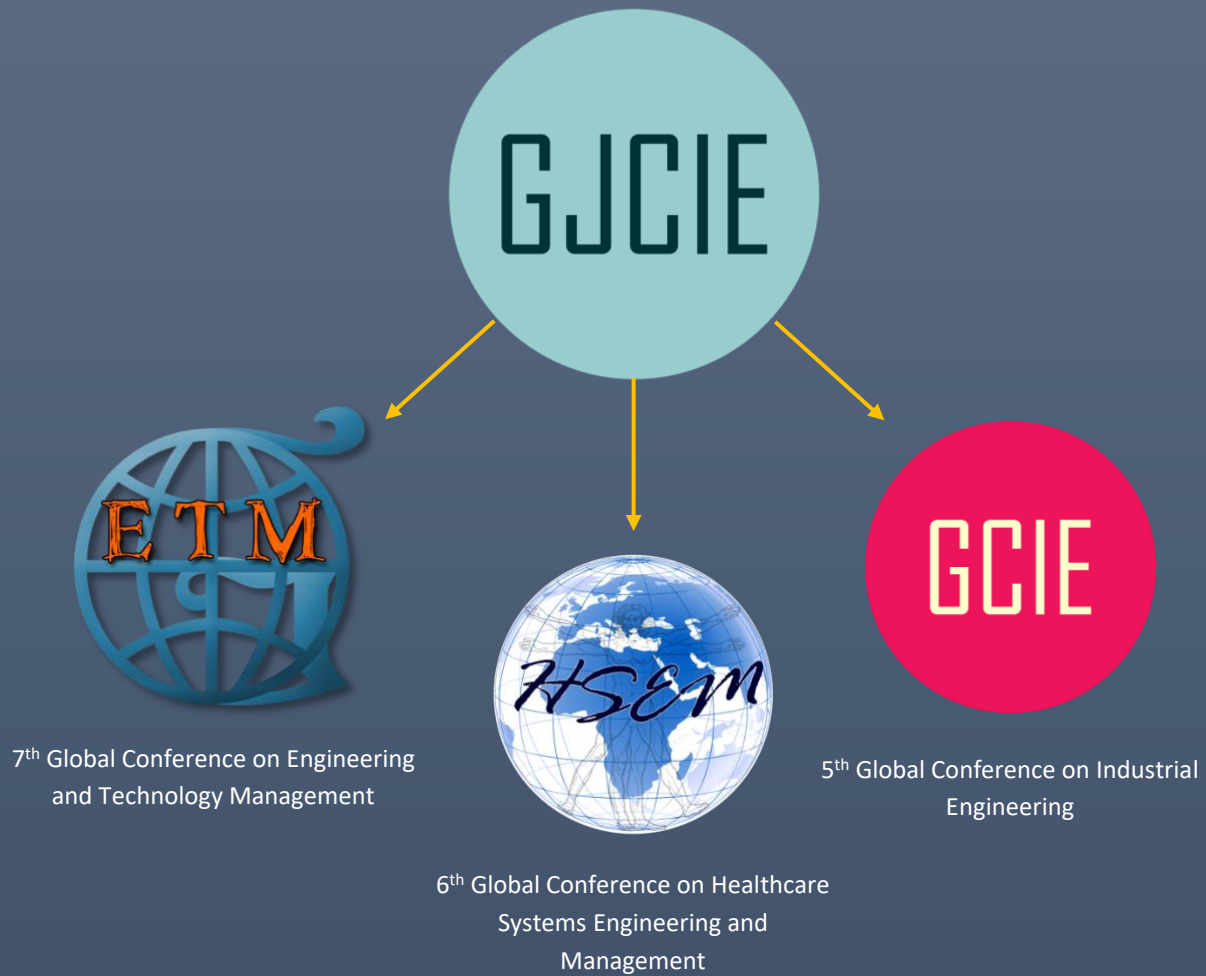 GJCIE
ETM
HSEM
GCIE
7th Global Conference on Engineering
and Technology Management
6th Global Conference on Healthcare
Systems Engineering and
Management
5th Global Conference on Industrial
Engineering